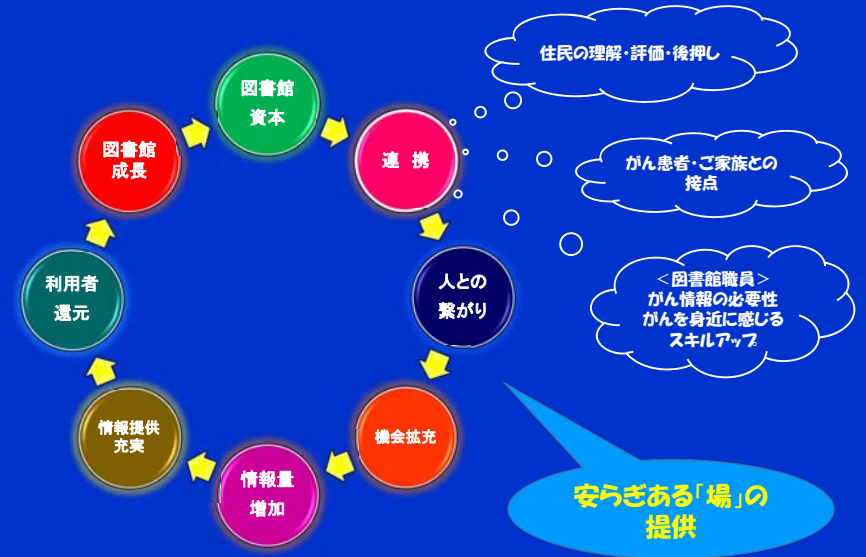 図書館
資本
連 携
人との
繋がり
機会拡充
情報量
増加
情報提供
充実
利用者
還元
図書館
成長
住民の理解・評価・後押し
がん患者・ご家族との
接点
＜図書館職員＞
がん情報の必要性
がんを身近に感じる
スキルアップ
安らぎある「場」の
提供